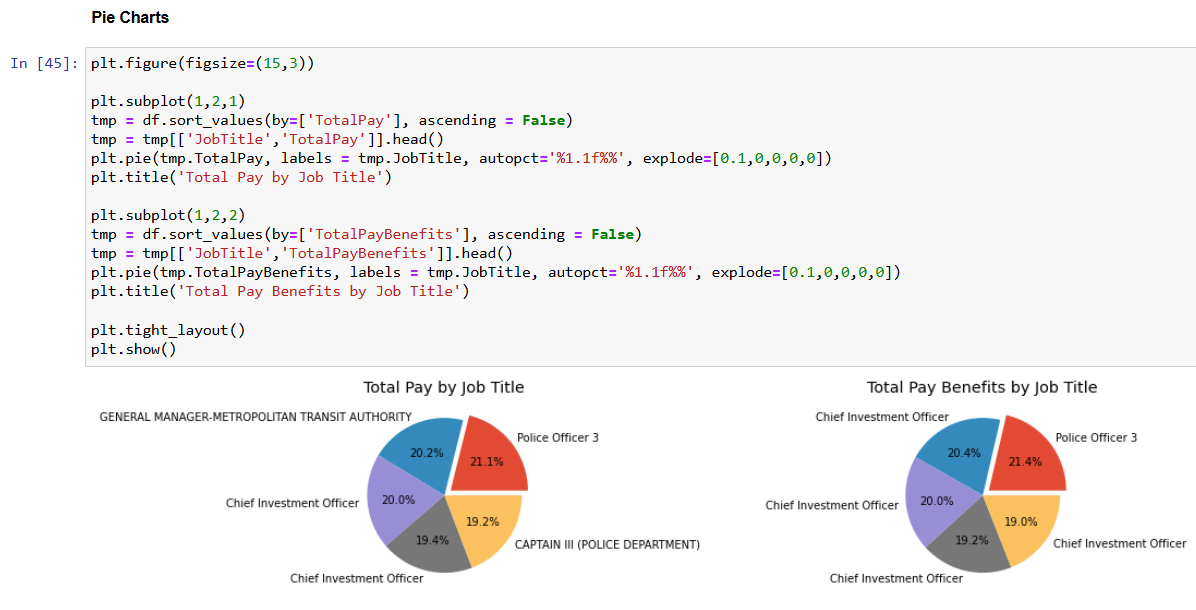 Pie Charts
In [45]:
plt.figure(figsize=(15,3))
plt.subplot(1,2,1)
tmp = df.sort_values(by=['TotalPay'], ascending = False)
tmp = tmp[['JobTitle','TotalPay']].head()
plt.pie(tmp.TotalPay, labels = tmp.JobTitle, autopct='%1.1f%%', explode=[0.1,0,0,0,0])
plt.title('Total Pay by Job Title')
plt.subplot(1,2,2)
tmp = df.sort_values(by=['TotalPayBenefits'], ascending = False)
tmp = tmp[['JobTitle','TotalPayBenefits']].head()
plt.pie(tmp.TotalPayBenefits, labels = tmp.JobTitle, autopct='%1.1f%%', explode=[0.1,0,0,0,0])
plt.title('Total Pay Benefits by Job Title')
plt.tight_layout()
plt.show()
Total Pay by Job Title
GENERAL MANAGER-METROPOLITAN TRANSIT AUTHORITY
Police Officer 3
20.2%
21.1%
Chief Investment Officer
20.0%
19.2%
19.4%
CAPTAIN III (POLICE DEPARTMENT)
Chief Investment Officer
Total Pay Benefits by Job Title
Chief Investment Officer
Police Officer 3
20.4%
21.4%
Chief Investment Officer
20.0%
19.0%
19.2%
Chief Investment Officer
Chief Investment Officer